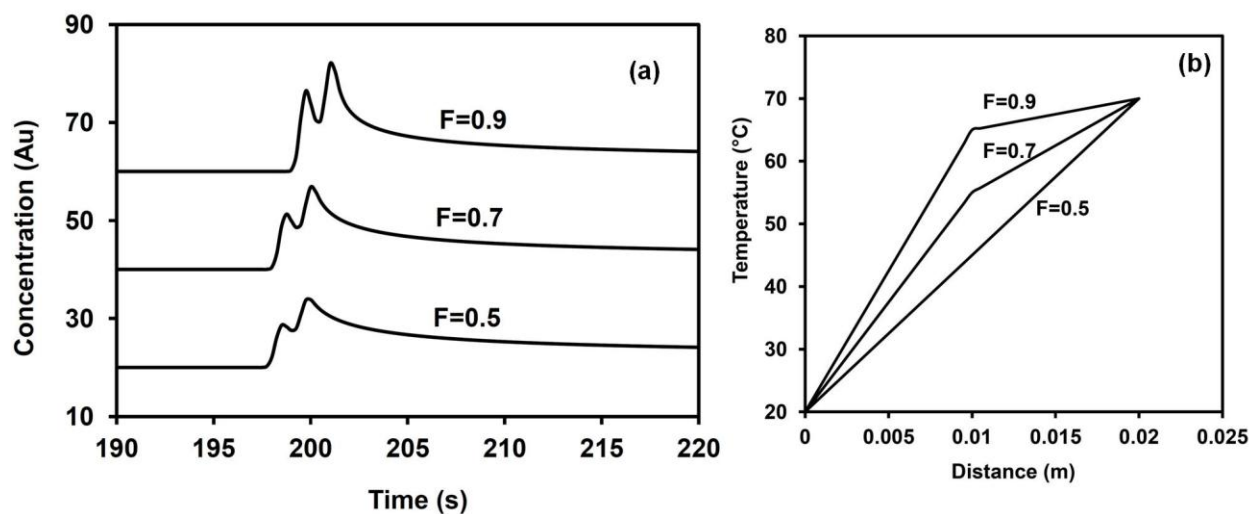 (a)
90
70
50
30
10
Concentration (Au)
F=0.9
F=0.7
F=0.5
190 195 200 205 210 215 220
Time (s)
(b)
80
70
60
50
40
30
20
Temperature (°C)
F=0.9
F=0.7
F=0.5
0 0.005 0.01 0.015 0.02 0.025
Distance (m)